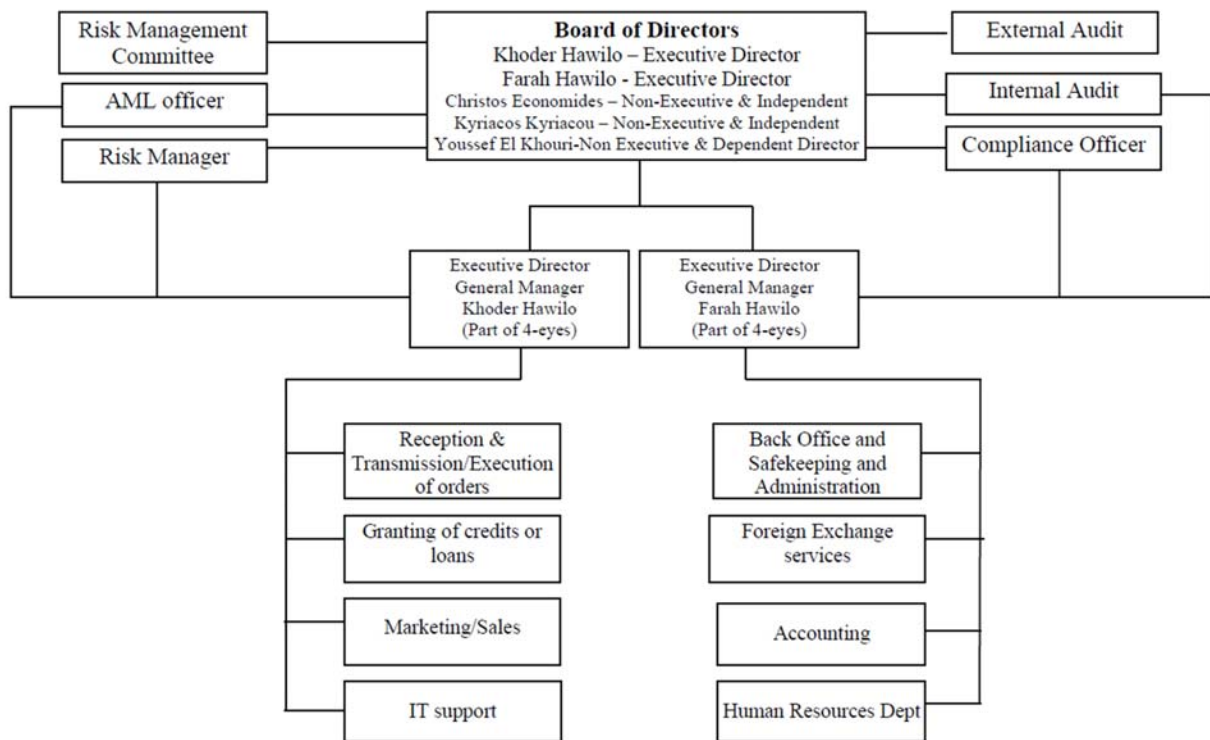 Risk Management
Committee
AML officer
Risk Manager
Board of Directors
Khoder Hawilo – Executive Director
Farah Hawilo - Executive Director
Christos Economides – Non-Executive & Independent
Kyriacos Kyriacou – Non-Executive & Independent
Youssef El Khouri-Non Executive & Dependent Director
External Audit
Internal Audit
Compliance Officer
Executive Director
General Manager
Khoder Hawilo
(Part of 4-eyes)
Executive Director
General Manager
Farah Hawilo
(Part of 4-eyes)
Reception &
Transmission/Execution
of orders
Granting of credits or
loans
Marketing/Sales
IT support
Back Office and
Safekeeping and
Administration
Foreign Exchange
services
Accounting
Human Resources Dept